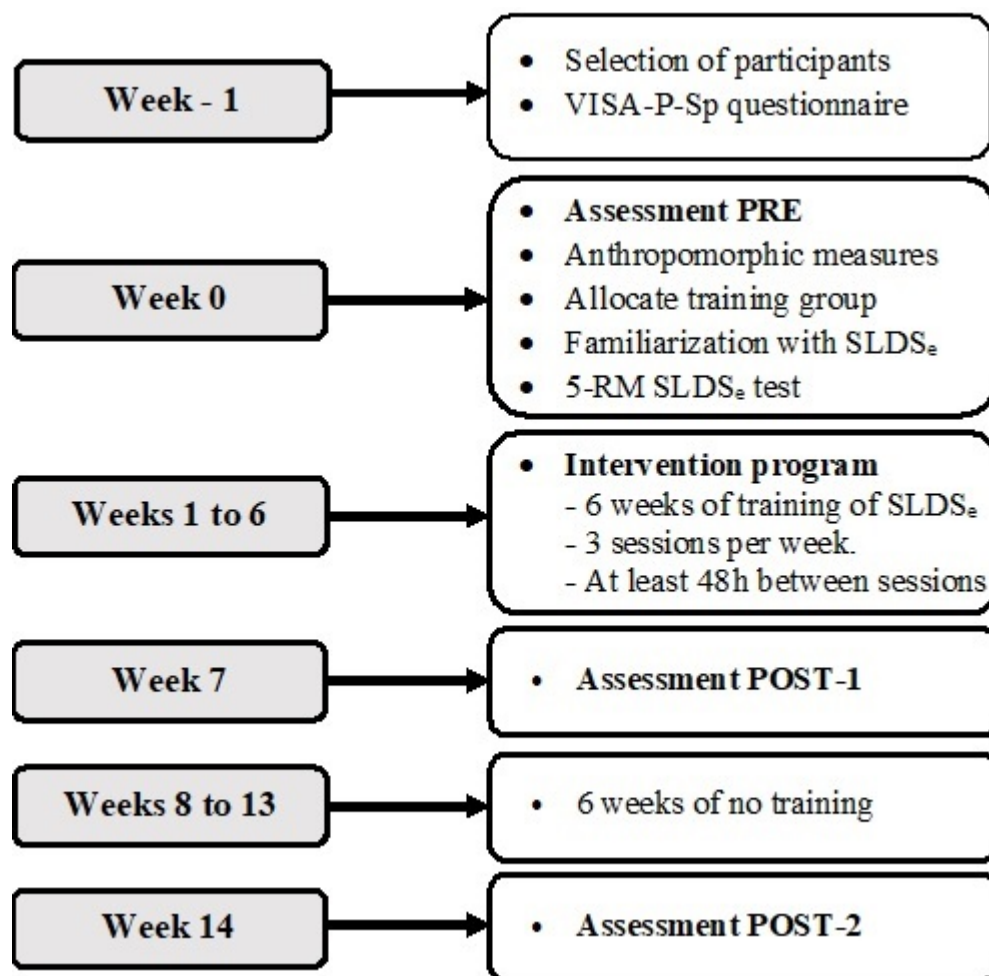 Week - 1
• Selection of participants
• VISA-P-Sp questionnaire
Week 0
• Assessment PRE
• Anthropomorphic measures
• Allocate training group
• Familiarization with SLDSₑ
• 5-RM SLDSₑ test
Weeks 1 to 6
• Intervention program
- 6 weeks of training of SLDSₑ
- 3 sessions per week.
- At least 48h between sessions
Week 7
• Assessment POST-1
Weeks 8 to 13
• 6 weeks of no training
Week 14
• Assessment POST-2